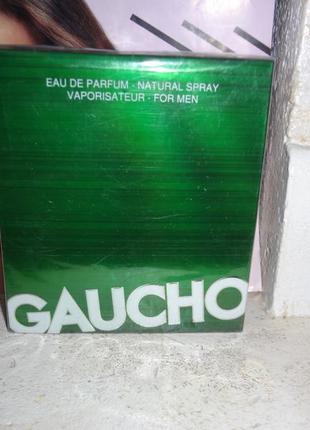 EAU DE PARFUM · NATURAL SPRAY
VAPORISATEUR · FOR MEN
GAUCHO